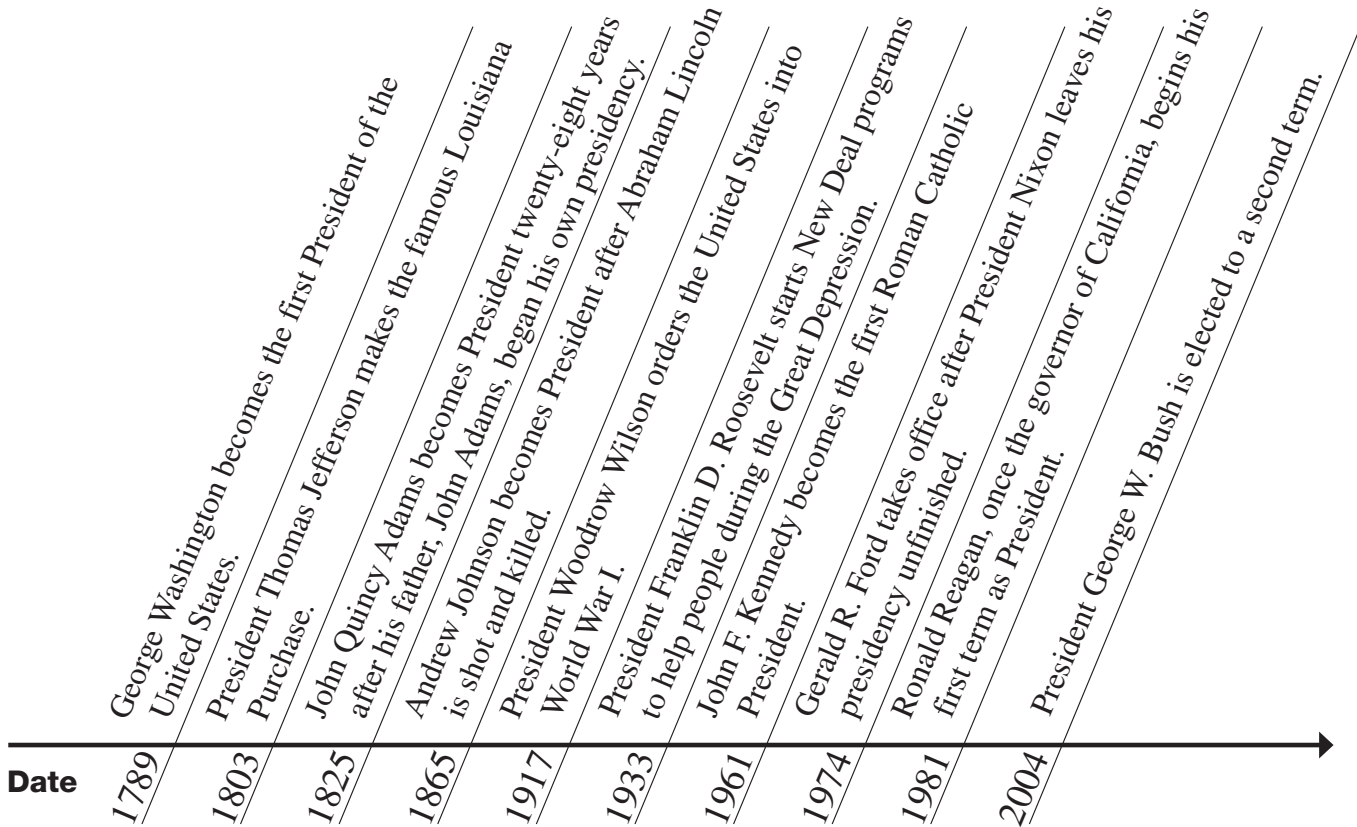 George Washington becomes the first President of the
United States.
President Thomas Jefferson makes the famous Louisiana
Purchase.
John Quincy Adams becomes President twenty-eight years
after his father, John Adams, began his own presidency.
Andrew Johnson becomes President after Abraham Lincoln
is shot and killed.
President Woodrow Wilson orders the United States into
World War I.
President Franklin D. Roosevelt starts New Deal programs
to help people during the Great Depression.
John F. Kennedy becomes the first Roman Catholic
President.
Gerald R. Ford takes office after President Nixon leaves his
presidency unfinished.
Ronald Reagan, once the governor of California, begins his
first term as President.
President George W. Bush is elected to a second term.
Date
1789
1803
1825
1865
1917
1933
1961
1974
1981
2004